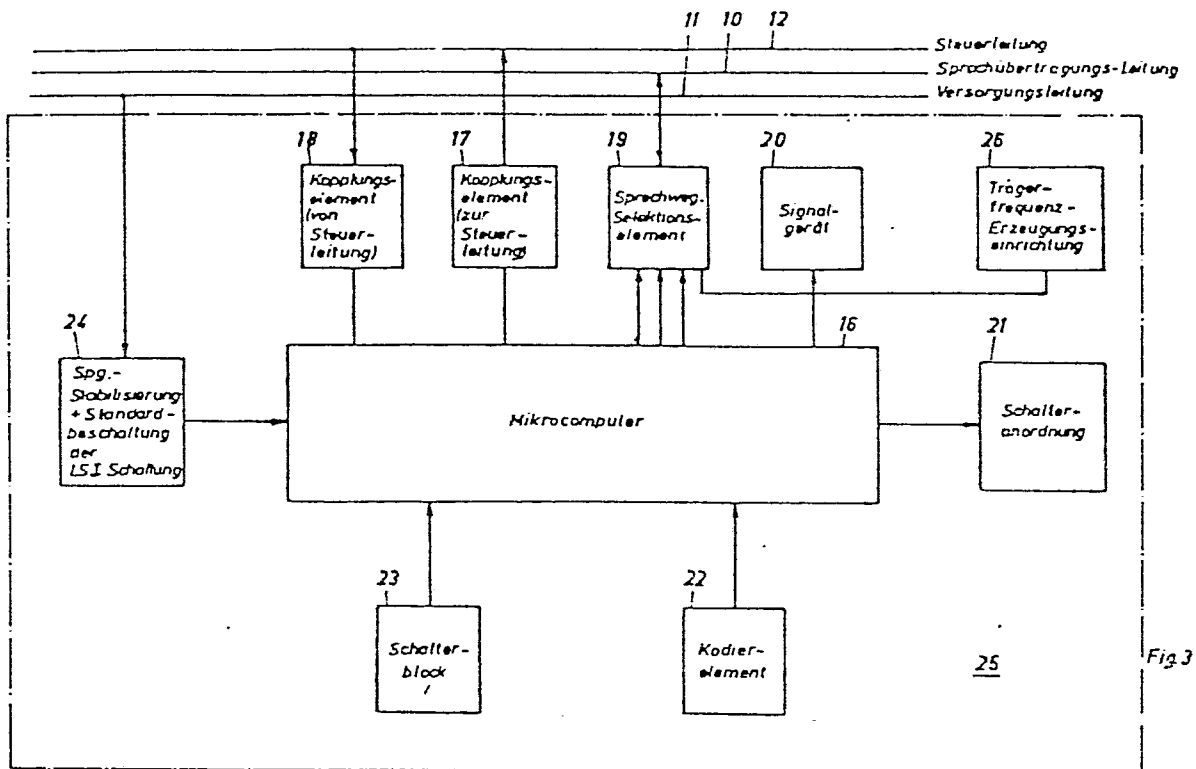 11
10
12
Steuerleitung
Sprachübertragungs-Leitung
Versorgungsleitung
18
Kopplungs-
element
(von
Steuer-
leitung)
17
Kopplungs-
element
(zur
Steuer-
leitung)
19
Sprechweg-
Selektions-
element
20
Signal-
gerät
26
Träger-
frequenz-
Erzeugungs-
einrichtung
24
Spg.-
Stabilisierung
+ Standard-
beschaltung
der
LSI Schaltung
16
Mikrocomputer
21
Schalter-
anordnung
23
Schalter-
block
22
Kodier-
element
25
Fig.3